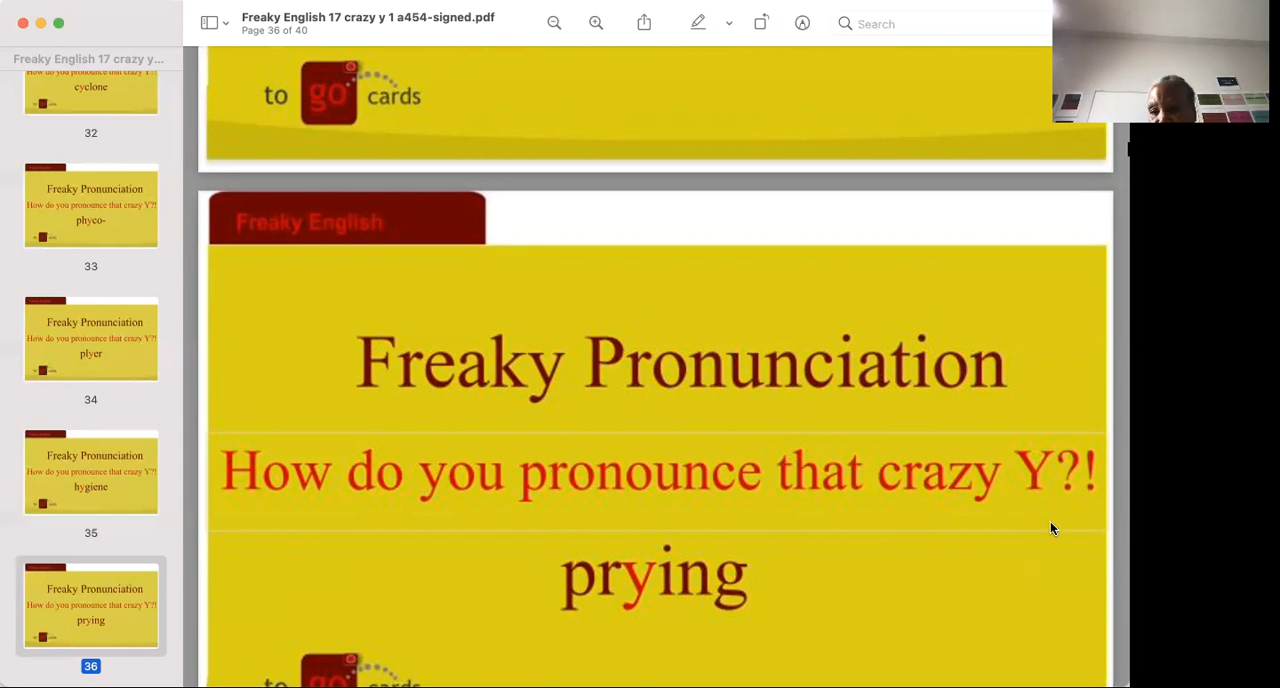 Freaky English 17 crazy y 1 a454-signed.pdf
Page 36 of 40
Search
Freaky English 17 crazy y...
How do you pronounce that crazy Y?!
cyclone
32
Freaky Pronunciation
How do you pronounce that crazy Y?!
phyco-
33
Freaky Pronunciation
How do you pronounce that crazy Y?!
plyer
34
Freaky Pronunciation
How do you pronounce that crazy Y?!
hygiene
35
Freaky Pronunciation
How do you pronounce that crazy Y?!
prying
36
to go cards
Freaky English
Freaky Pronunciation
How do you pronounce that crazy Y?!
prying
to go cards